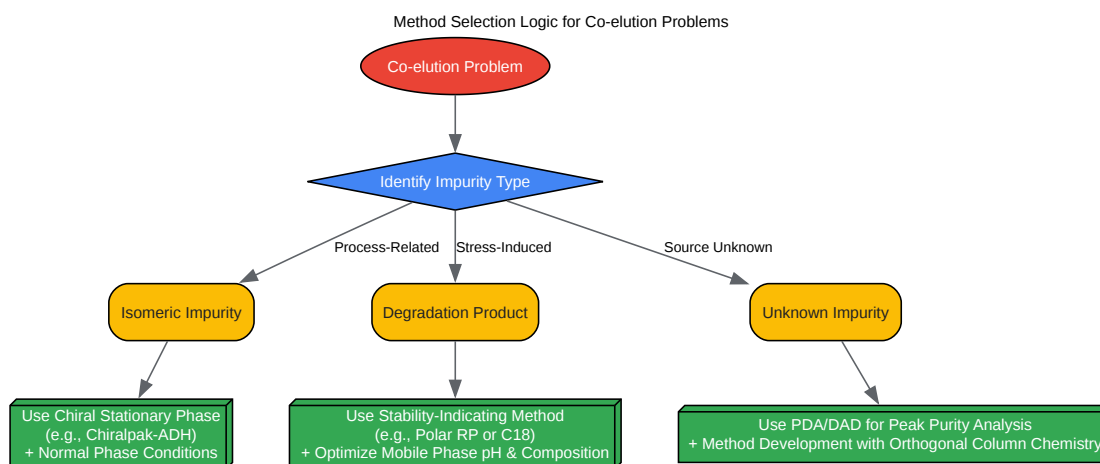 Method Selection Logic for Co-elution Problems
Co-elution Problem
Identify Impurity Type
Process-Related
Stress-Induced
Source Unknown
Isomeric Impurity
Degradation Product
Unknown Impurity
Use Chiral Stationary Phase
(e.g., Chiralpak-ADH)
+ Normal Phase Conditions
Use Stability-Indicating Method
(e.g., Polar RP or C18)
+ Optimize Mobile Phase pH & Composition
Use PDA/DAD for Peak Purity Analysis
+ Method Development with Orthogonal Column Chemistry